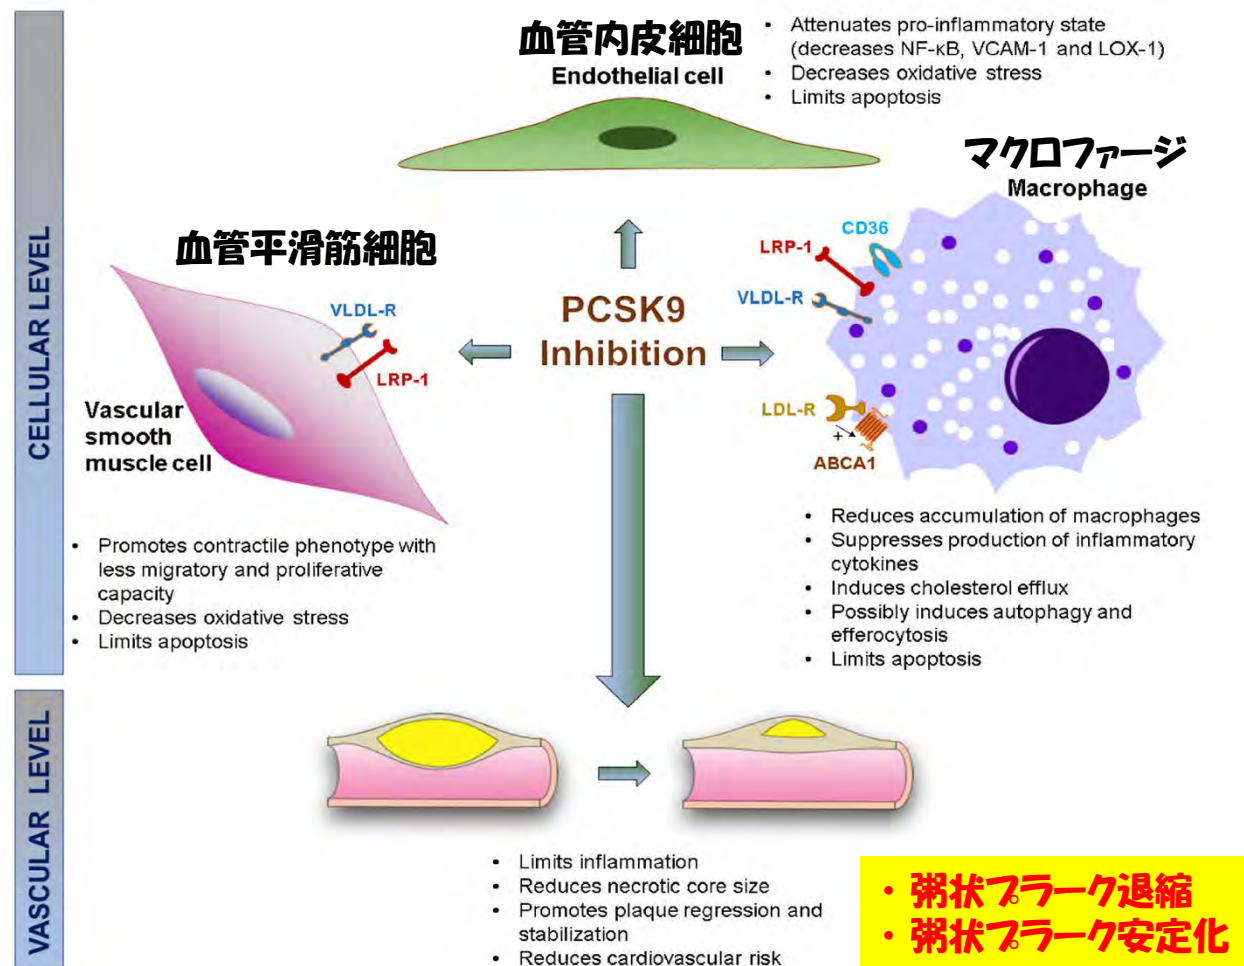 CELLULAR LEVEL
血管内皮細胞
Endothelial cell
• Attenuates pro-inflammatory state
(decreases NF-κB, VCAM-1 and LOX-1)
• Decreases oxidative stress
• Limits apoptosis
マクロファージ
Macrophage
CD36
LRP-1
VLDL-R
LDL-R
+
ABCA1
血管平滑筋細胞
VLDL-R
LRP-1
Vascular
smooth
muscle cell
PCSK9
Inhibition
• Promotes contractile phenotype with
less migratory and proliferative
capacity
• Decreases oxidative stress
• Limits apoptosis
• Reduces accumulation of macrophages
• Suppresses production of inflammatory
cytokines
• Induces cholesterol efflux
• Possibly induces autophagy and
efferocytosis
• Limits apoptosis
VASCULAR LEVEL
• Limits inflammation
• Reduces necrotic core size
• Promotes plaque regression and
stabilization
• Reduces cardiovascular risk
・粥状プラーク退縮
・粥状プラーク安定化